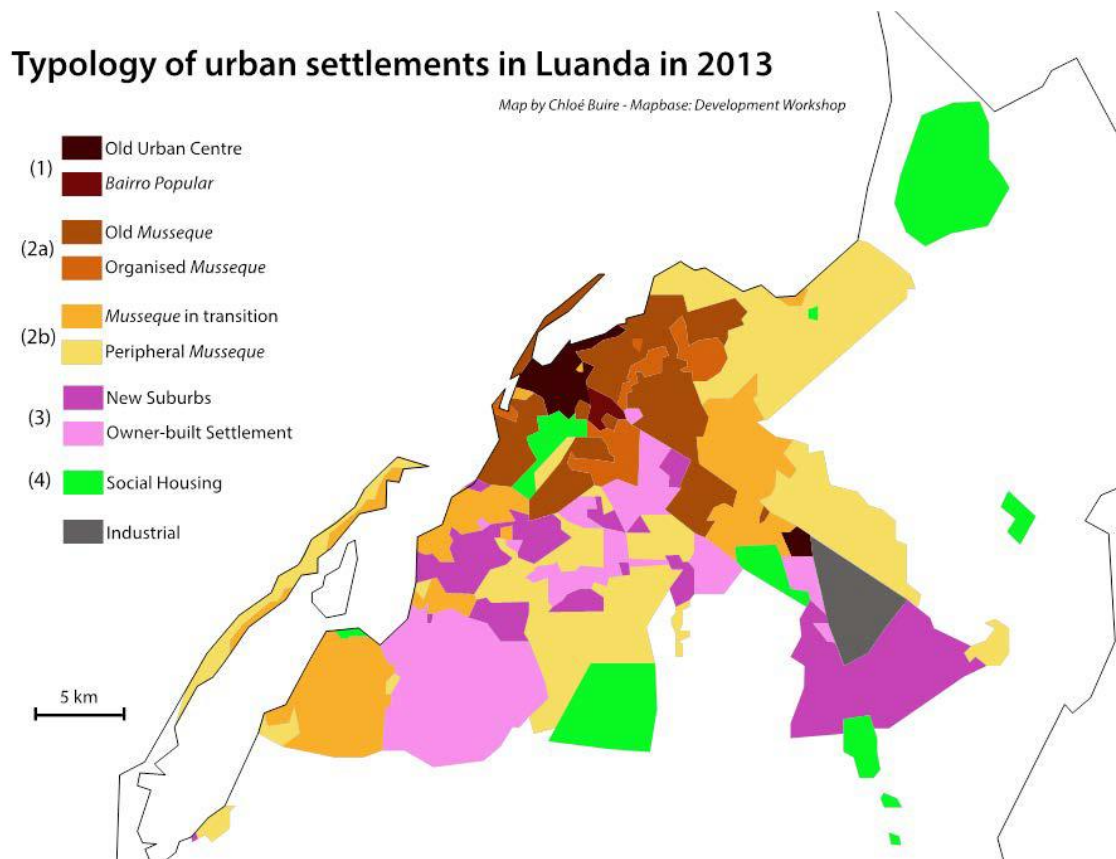 Typology of urban settlements in Luanda in 2013
Map by Chloé Buire - Mapbase: Development Workshop
(1)
Old Urban Centre
Bairro Popular
(2a)
Old Musseque
Organised Musseque
(2b)
Musseque in transition
Peripheral Musseque
(3)
New Suburbs
Owner-built Settlement
(4)
Social Housing
Industrial
5 km